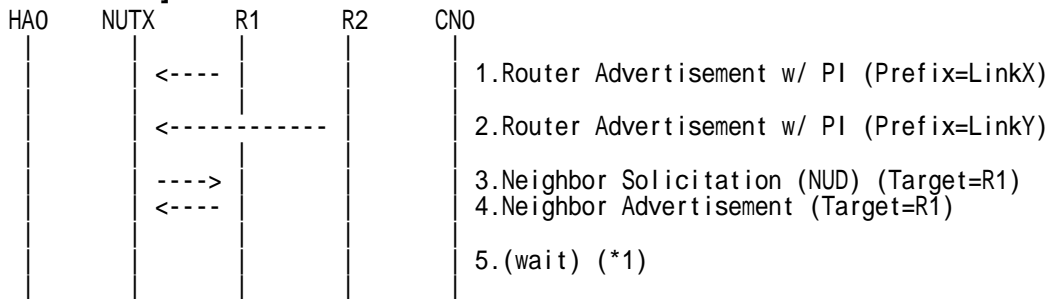 HA0 NUTX R1 R2 CN0
<---- 1.Router Advertisement w/ PI (Prefix=LinkX)
<------------ 2.Router Advertisement w/ PI (Prefix=LinkY)
----> 3.Neighbor Solicitation (NUD) (Target=R1)
<---- 4.Neighbor Advertisement (Target=R1)
5.(wait) (*1)